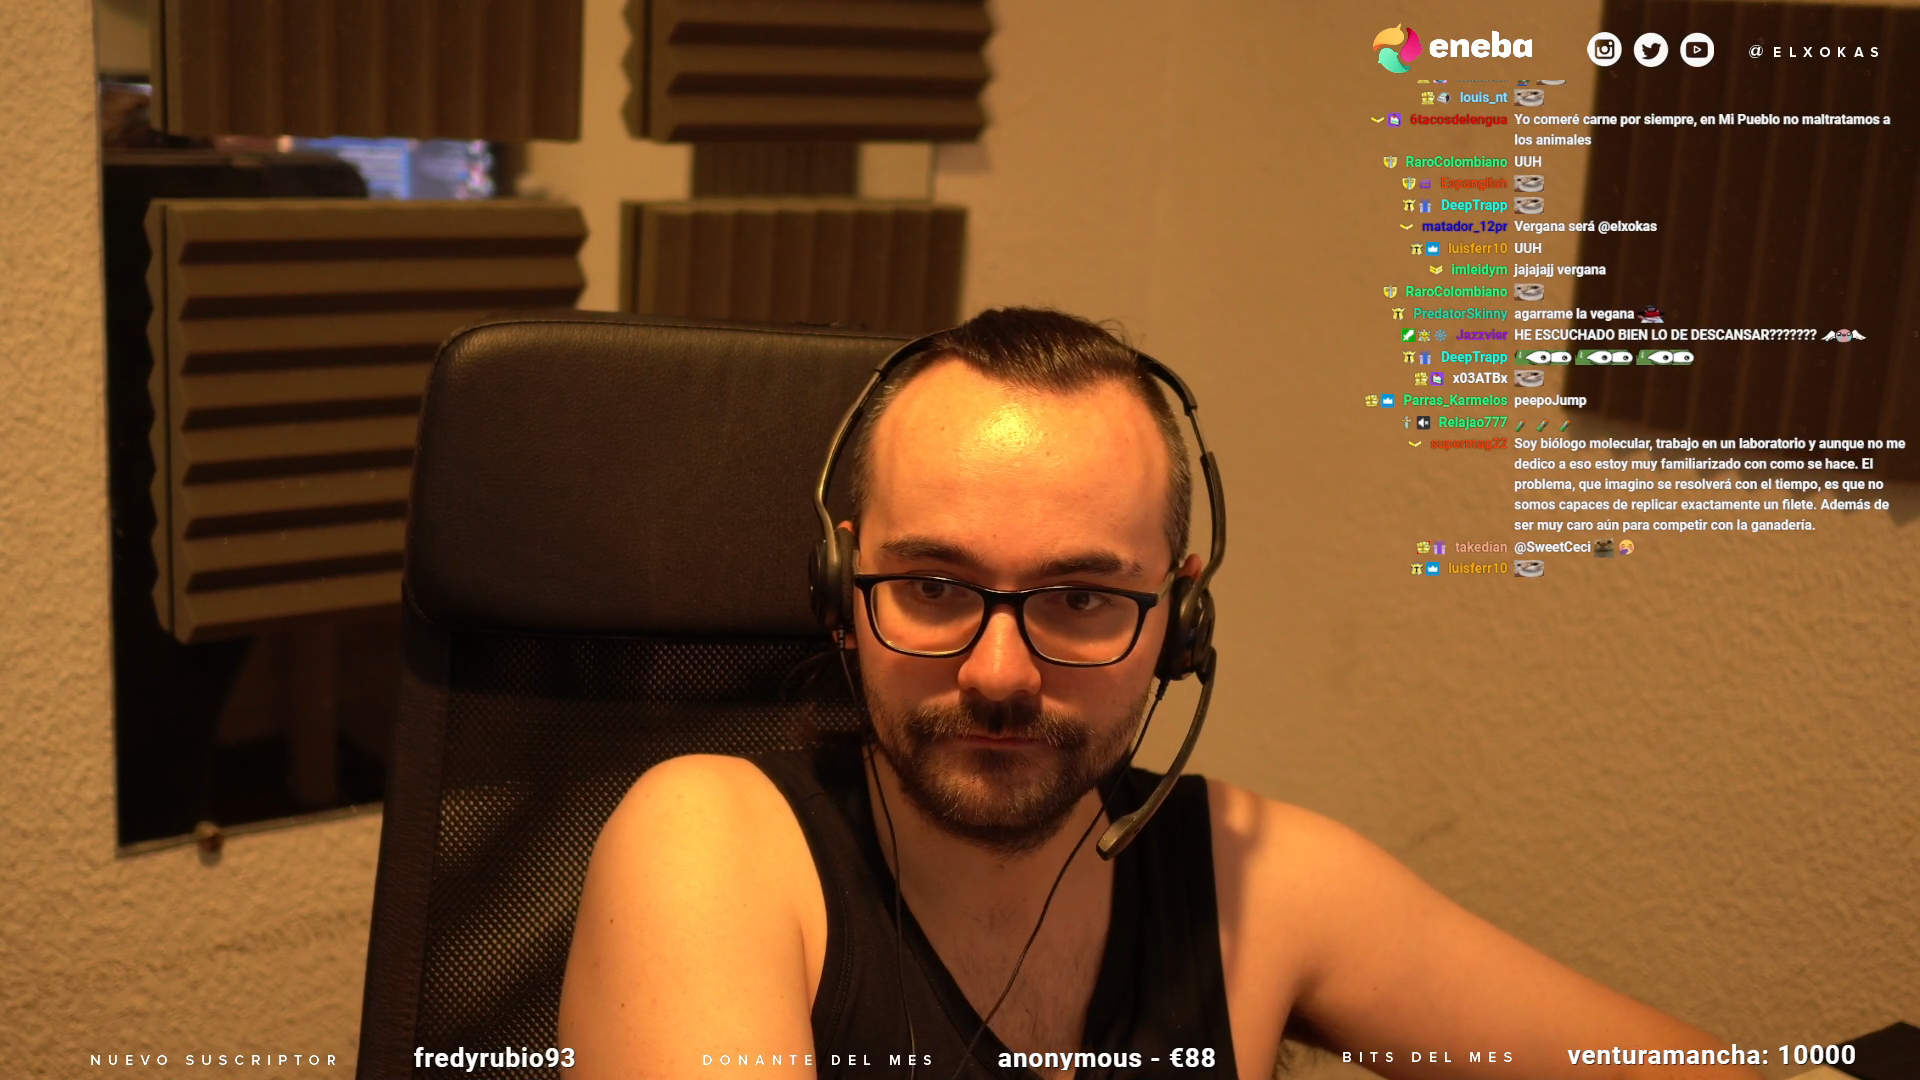 eneba
@ELXOKAS
louis_nt
6tacosdelengua Yo comeré carne por siempre, en Mi Pueblo no maltratamos a
los animales
RaroColombiano UUH
Espanglish
DeepTrapp
matador_12pr Vergana será @elxokas
luisferr10 UUH
imleidym jajajajj vergana
RaroColombiano
PredatorSkinny agarrame la vegana
Jazzvier HE ESCUCHADO BIEN LO DE DESCANSAR???????
DeepTrapp
x03ATBx
Parras_Karmelos peepoJump
Relajao777
supermag22 Soy biólogo molecular, trabajo en un laboratorio y aunque no me
dedico a eso estoy muy familiarizado con como se hace. El
problema, que imagino se resolverá con el tiempo, es que no
somos capaces de replicar exactamente un filete. Además de
ser muy caro aún para competir con la ganadería.
takedian @SweetCeci
luisferr10
NUEVO SUSCRIPTOR fredyrubio93 DONANTE DEL MES anonymous - €88 BITS DEL MES venturamancha: 10000